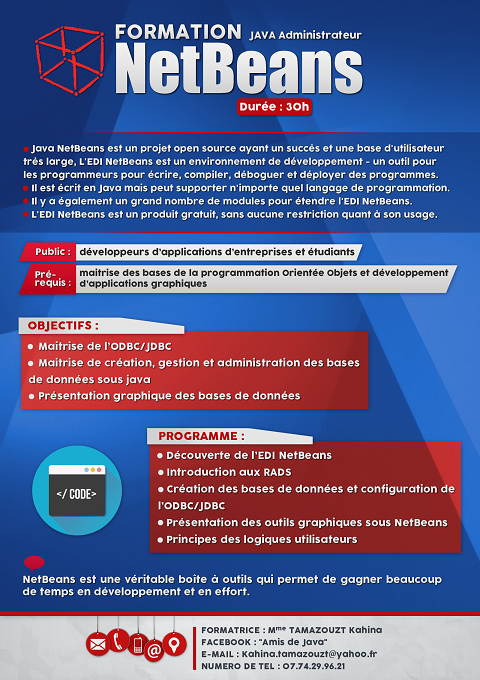 FORMATION JAVA Administrateur
NetBeans
Durée : 30h
● Java NetBeans est un projet open source ayant un succès et une base d'utilisateur
très large, L'EDI NetBeans est un environnement de développement - un outil pour
les programmeurs pour écrire, compiler, déboguer et déployer des programmes.
● Il est écrit en Java mais peut supporter n'importe quel langage de programmation.
● Il y a également un grand nombre de modules pour étendre l'EDI NetBeans.
● L'EDI NetBeans est un produit gratuit, sans aucune restriction quant à son usage.
Public : développeurs d'applications d'entreprises et étudiants
Pré-requis : maitrise des bases de la programmation Orientée Objets et développement
d'applications graphiques
OBJECTIFS :
● Maitrise de l'ODBC/JDBC
● Maitrise de création, gestion et administration des bases
de données sous java
● Présentation graphique des bases de données
PROGRAMME :
● Découverte de l'EDI NetBeans
● Introduction aux RADS
● Création des bases de données et configuration de
l'ODBC/JDBC
● Présentation des outils graphiques sous NetBeans
● Principes des logiques utilisateurs
</ CODE>
NetBeans est une véritable boîte à outils qui permet de gagner beaucoup
de temps en développement et en effort.
FORMATRICE : Mme TAMAZOUZT Kahina
FACEBOOK : "Amis de Java"
E-MAIL : Kahina.tamazouzt@yahoo.fr
NUMERO DE TEL : 07.74.29.96.21